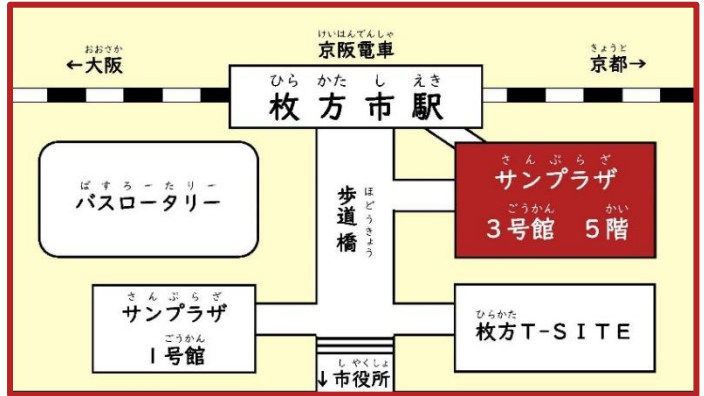 けいはんでんしゃ
京阪電車
おおさか
←大阪
きょうと
京都→
ひらかたしえき
枚方市駅
ばすろーたりー
バスロータリー
ほどうきょう
歩道橋
さんぷらざ
サンプラザ
ごうかん かい
3号館 5階
さんぷらざ
サンプラザ
ごうかん
1号館
ひらかた
枚方T-SITE
しやくしょ
↓市役所